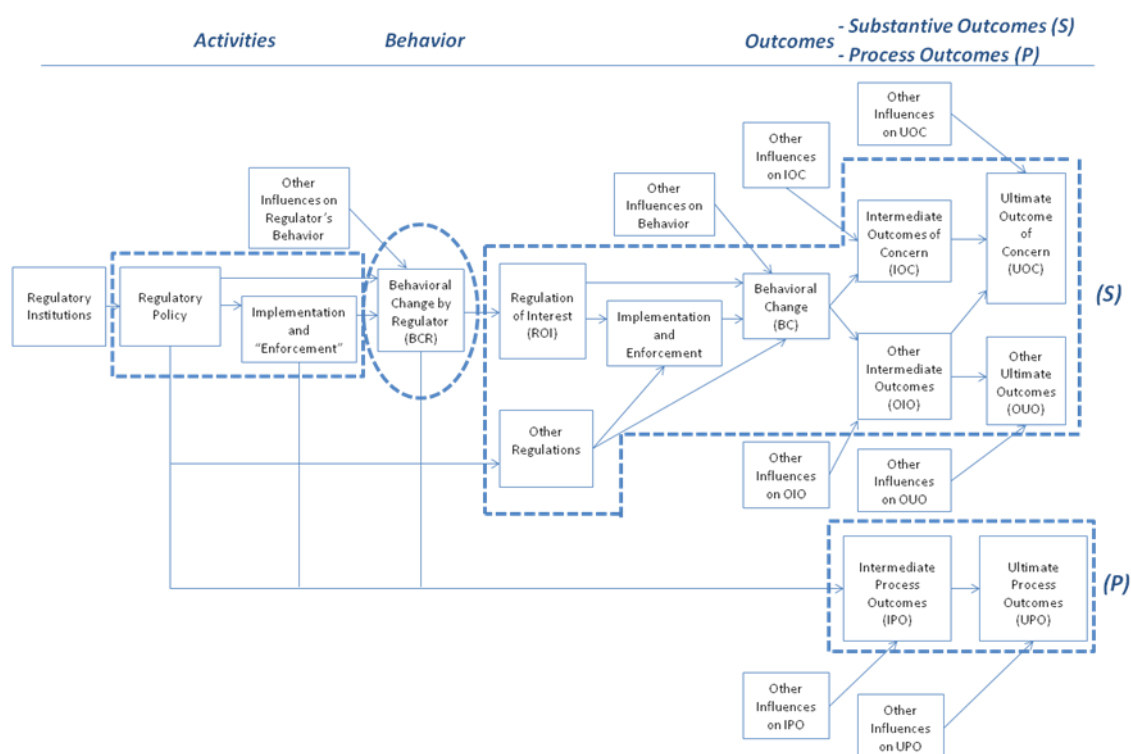 Activities
Behavior
Outcomes
- Substantive Outcomes (S)
- Process Outcomes (P)
Other
Influences
on UOC
Other
Influences
on IOC
Other
Influences on
Regulator´s
Behavior
Other
Influences on
Behavior
Intermediate
Outcomes of
Concern
(IOC)
Ultimate
Outcome
of
Concern
(UOC)
Regulatory
Institutions
Regulatory
Policy
Implementation
and
"Enforcement"
Behavioral
Change by
Regulator
(BCR)
Regulation
of Interest
(ROI)
Implementation
and
Enforcement
Behavioral
Change
(BC)
(S)
Other
Intermediate
Outcomes
(OIO)
Other
Ultimate
Outcomes
(OUO)
Other
Regulations
Other
Influences
on OIO
Other
Influences
on OUO
Intermediate
Process
Outcomes
(IPO)
Ultimate
Process
Outcomes
(UPO)
(P)
Other
Influences
on IPO
Other
Influences
on UPO